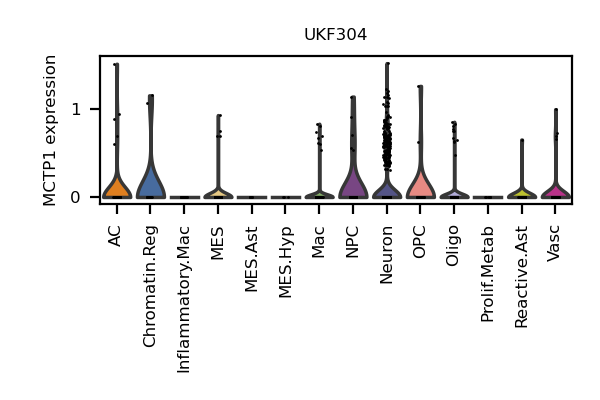 UKF304
MCTP1 expression
1
0
AC
Chromatin.Reg
Inflammatory.Mac
MES
MES.Ast
MES.Hyp
Mac
NPC
Neuron
OPC
Oligo
Prolif.Metab
Reactive.Ast
Vasc